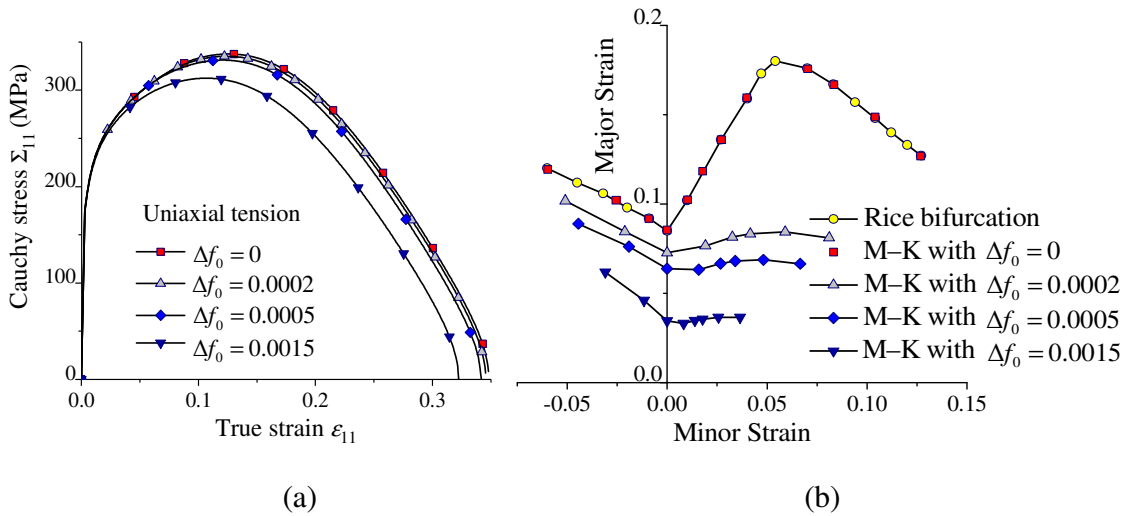 Cauchy stress Σ11 (MPa)
300
200
100
0
0.0 0.1 0.2 0.3
True strain ε11
Uniaxial tension
Δf0 = 0
Δf0 = 0.0002
Δf0 = 0.0005
Δf0 = 0.0015
(a)
Major Strain
0.2
0.1
0.0
-0.05 0.00 0.05 0.10 0.15
Minor Strain
Rice bifurcation
M–K with Δf0 = 0
M–K with Δf0 = 0.0002
M–K with Δf0 = 0.0005
M–K with Δf0 = 0.0015
(b)